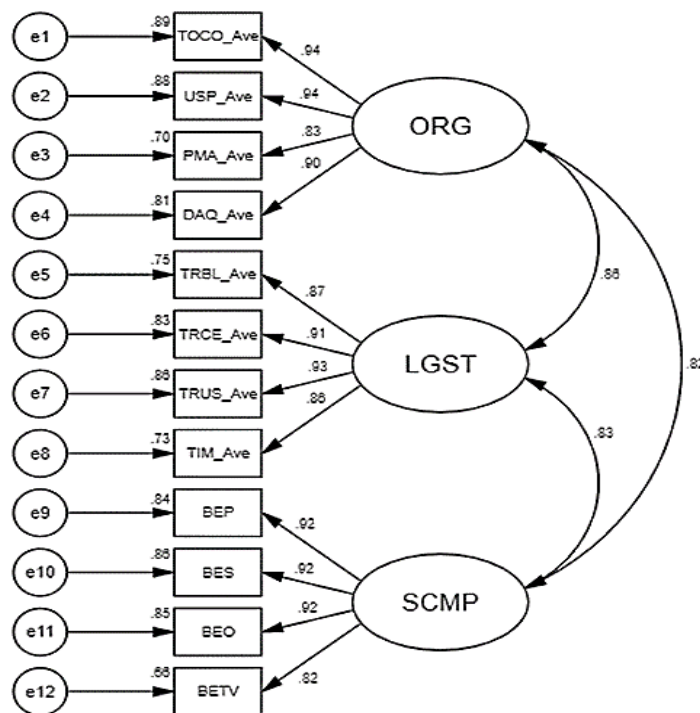 e1
.89
TOCO_Ave
.94
e2
.88
USP_Ave
.94
ORG
e3
.70
PMA_Ave
.83
e4
.81
DAQ_Ave
.90
e5
.75
TRBL_Ave
.87
.86
e6
.83
TRCE_Ave
.91
LGST
.82
e7
.86
TRUS_Ave
.93
e8
.73
TIM_Ave
.86
.83
e9
.84
BEP
.92
e10
.86
BES
.92
SCMP
e11
.85
BEO
.92
e12
.66
BETV
.82